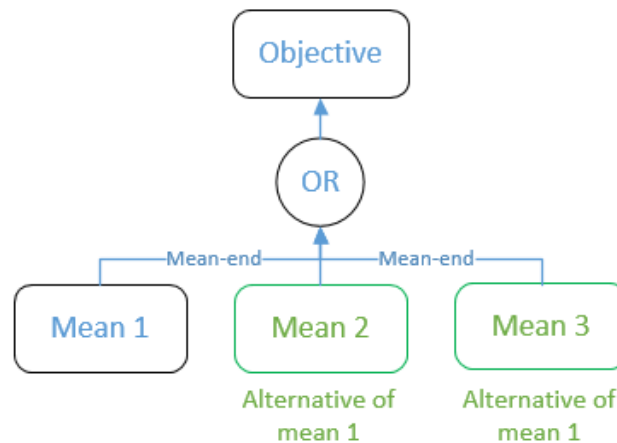 Objective
OR
Mean-end Mean-end
Mean 1 Mean 2 Mean 3
Alternative of Alternative of
mean 1 mean 1